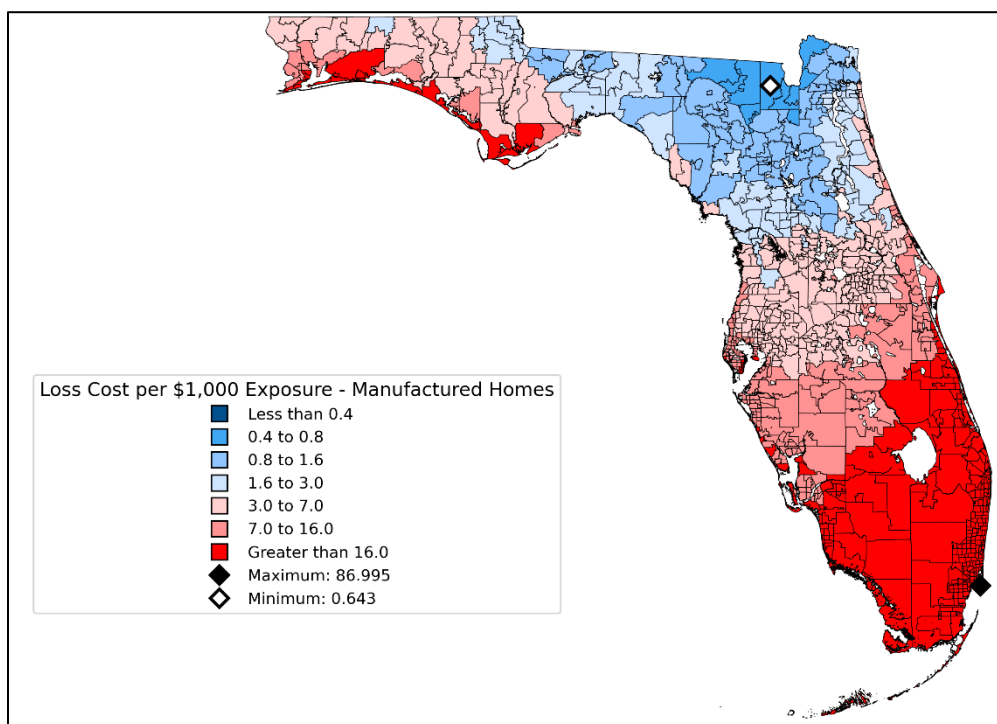 Loss Cost per $1,000 Exposure - Manufactured Homes
Less than 0.4
0.4 to 0.8
0.8 to 1.6
1.6 to 3.0
3.0 to 7.0
7.0 to 16.0
Greater than 16.0
Maximum: 86.995
Minimum: 0.643